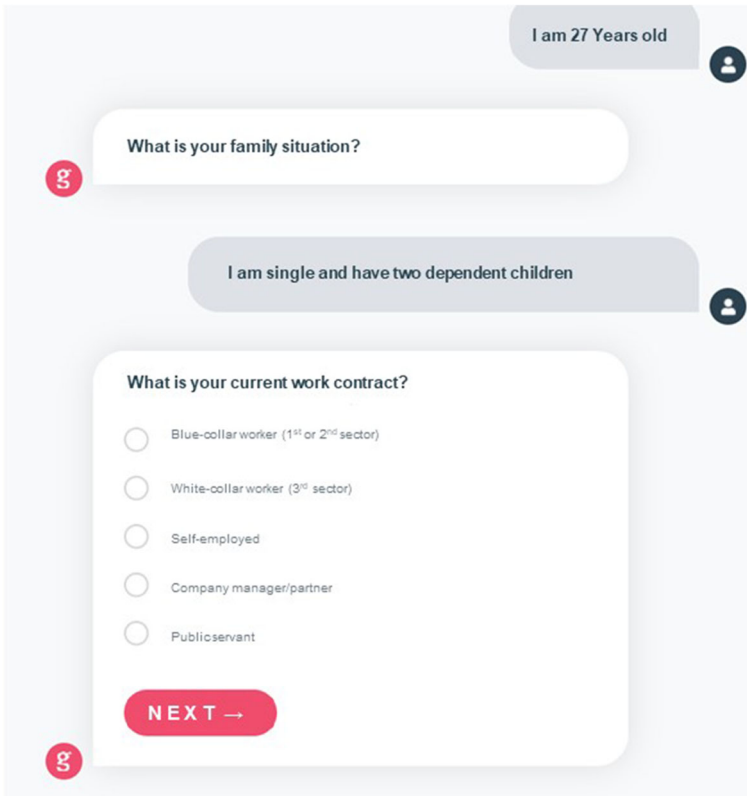 I am 27 Years old
What is your family situation?
g
I am single and have two dependent children
What is your current work contract?
Blue-collar worker (1st or 2nd sector)
White-collar worker (3rd sector)
Self-employed
Company manager/partner
Public servant
NEXT→
g